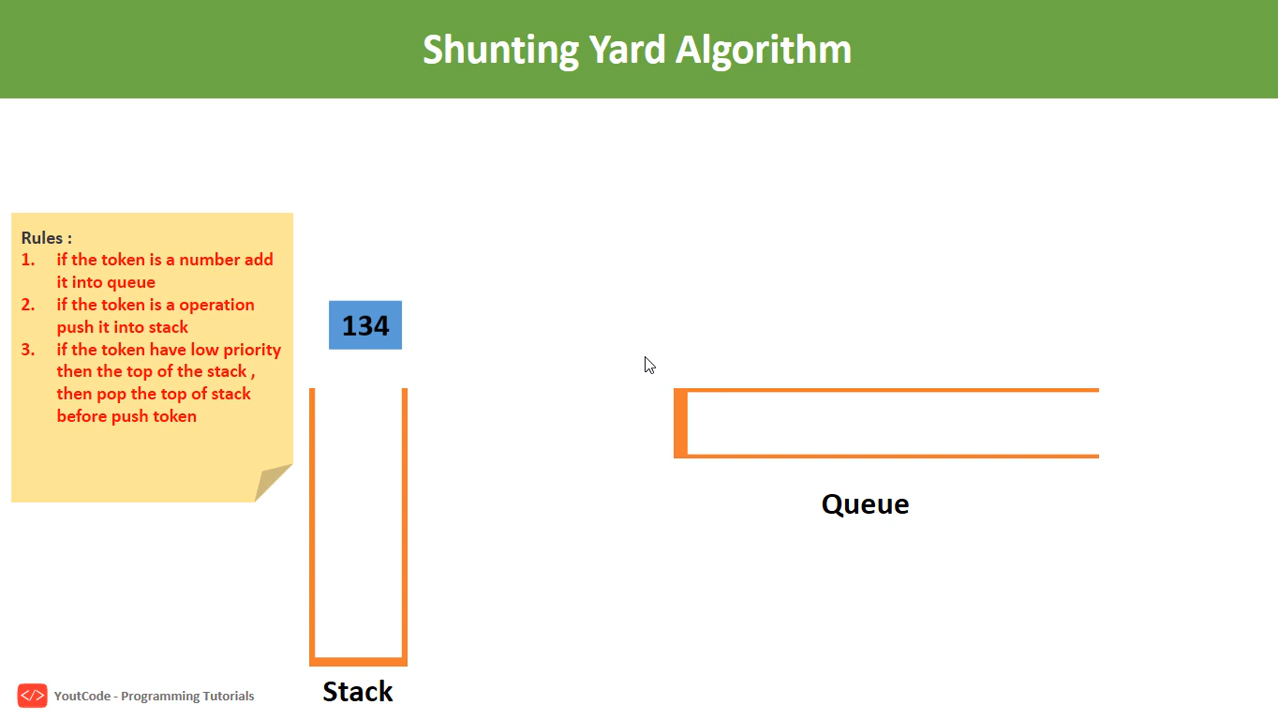 Shunting Yard Algorithm
Rules :
1. if the token is a number add
it into queue
2. if the token is a operation
push it into stack
3. if the token have low priority
then the top of the stack ,
then pop the top of stack
before push token
134
Queue
Stack
</> YoutCode - Programming Tutorials